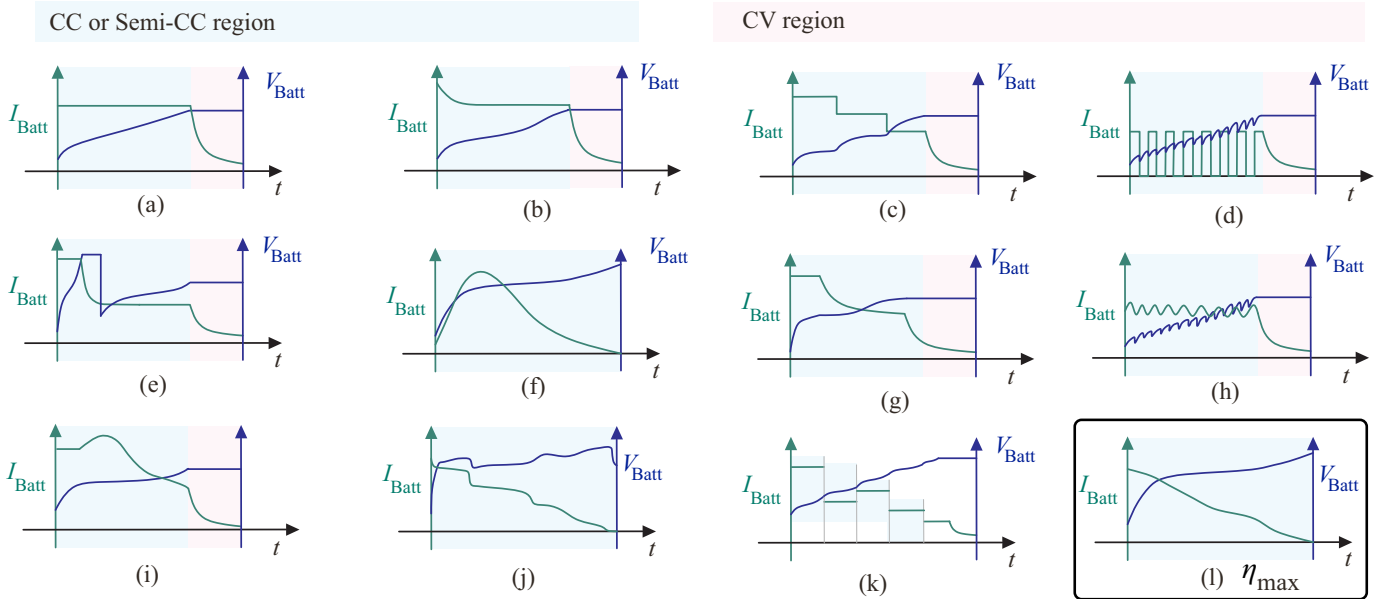 CC or Semi-CC region
CV region
I_Batt V_Batt t
(a)
I_Batt V_Batt t
(b)
I_Batt V_Batt t
(c)
I_Batt V_Batt t
(d)
I_Batt V_Batt t
(e)
I_Batt V_Batt t
(f)
I_Batt V_Batt t
(g)
I_Batt V_Batt t
(h)
I_Batt V_Batt t
(i)
I_Batt V_Batt t
(j)
I_Batt V_Batt t
(k)
I_Batt V_Batt t
(l) η_max